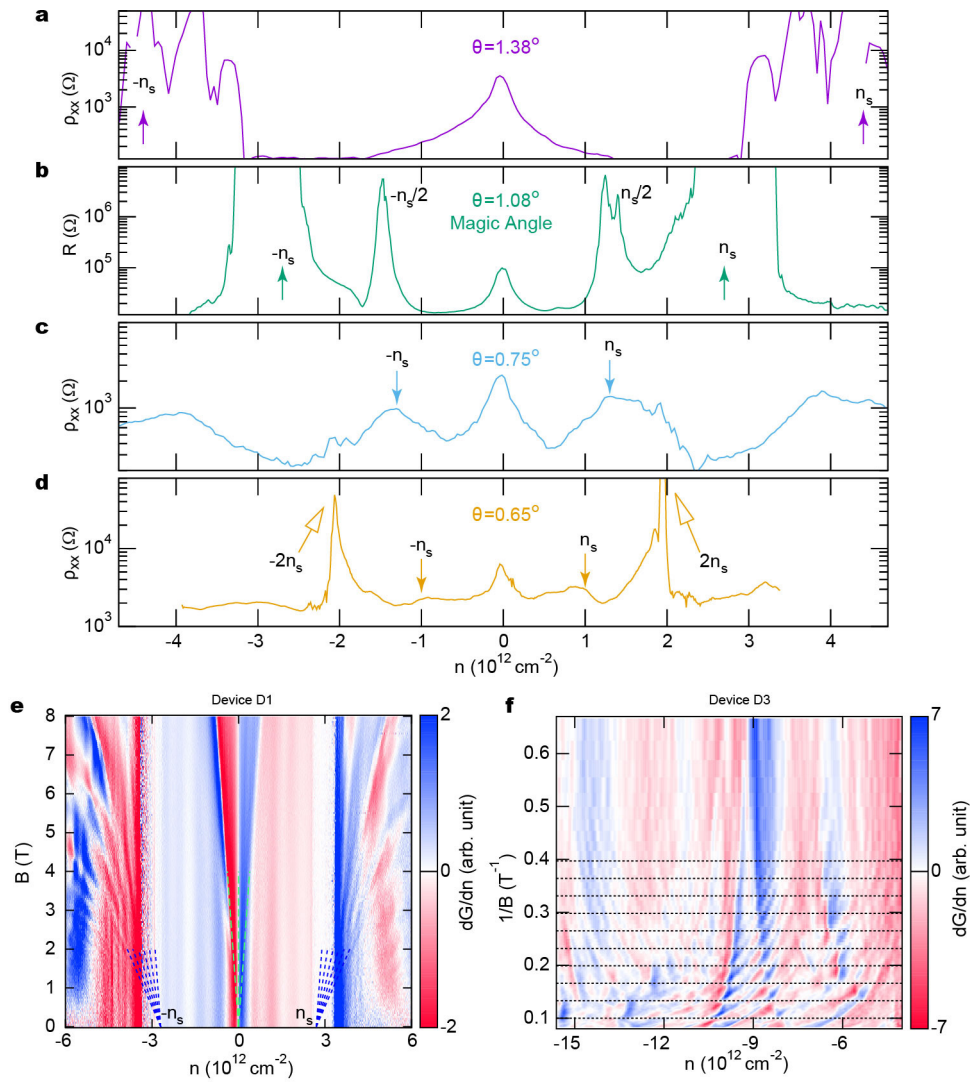 a
10⁴
10³
ρxx (Ω)
θ=1.38°
-ns
ns
b
10⁶
10⁵
R (Ω)
-ns/2
θ=1.08°
Magic Angle
ns/2
-ns
ns
c
10³
ρxx (Ω)
-ns
θ=0.75°
ns
d
10⁴
10³
ρxx (Ω)
θ=0.65°
-2ns
-ns
ns
2ns
-4 -3 -2 -1 0 1 2 3 4
n (10¹² cm⁻²)
e
Device D1
8
7
6
5
4
3
2
1
0
B (T)
-ns
ns
-6 -3 0 3 6
n (10¹² cm⁻²)
2
0
-2
dG/dn (arb. unit)
f
Device D3
0.6
0.5
0.4
0.3
0.2
0.1
1/B (T⁻¹)
-15 -12 -9 -6
n (10¹² cm⁻²)
7
0
-7
dG/dn (arb. unit)